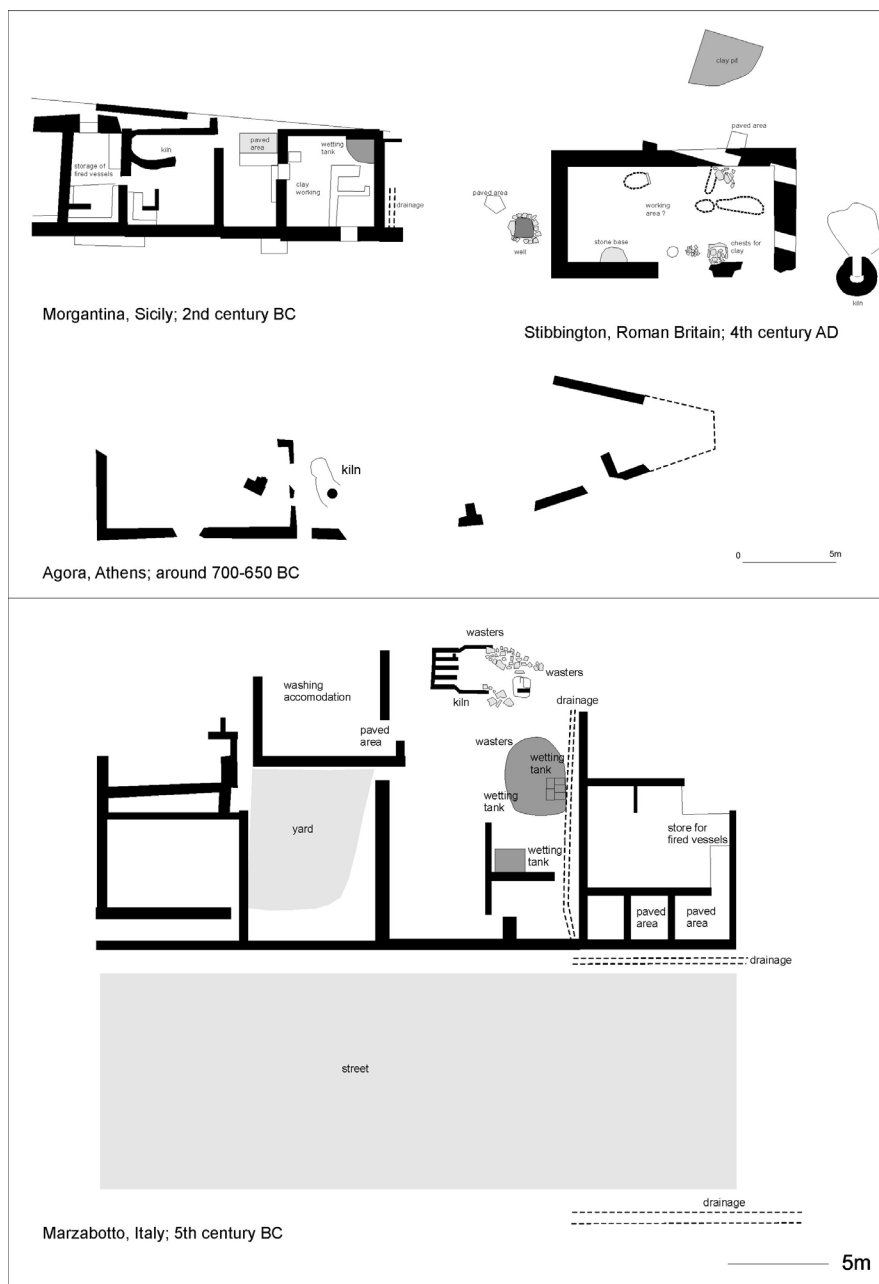 clay pit
paved area
kiln
wetting
tank
storage of
fired vessels
paved
area
clay
working
drainage
paved area
well
working
area ?
stone base
chests for
clay
kiln
Morgantina, Sicily; 2nd century BC
Stibbington, Roman Britain; 4th century AD
kiln
Agora, Athens; around 700-650 BC
0 5m
wasters
washing
accomodation
wasters
kiln
drainage
paved
area
wasters
wetting
tank
wetting
tank
yard
wetting
tank
store for
fired vessels
paved
area
paved
area
drainage
street
drainage
Marzabotto, Italy; 5th century BC
5m